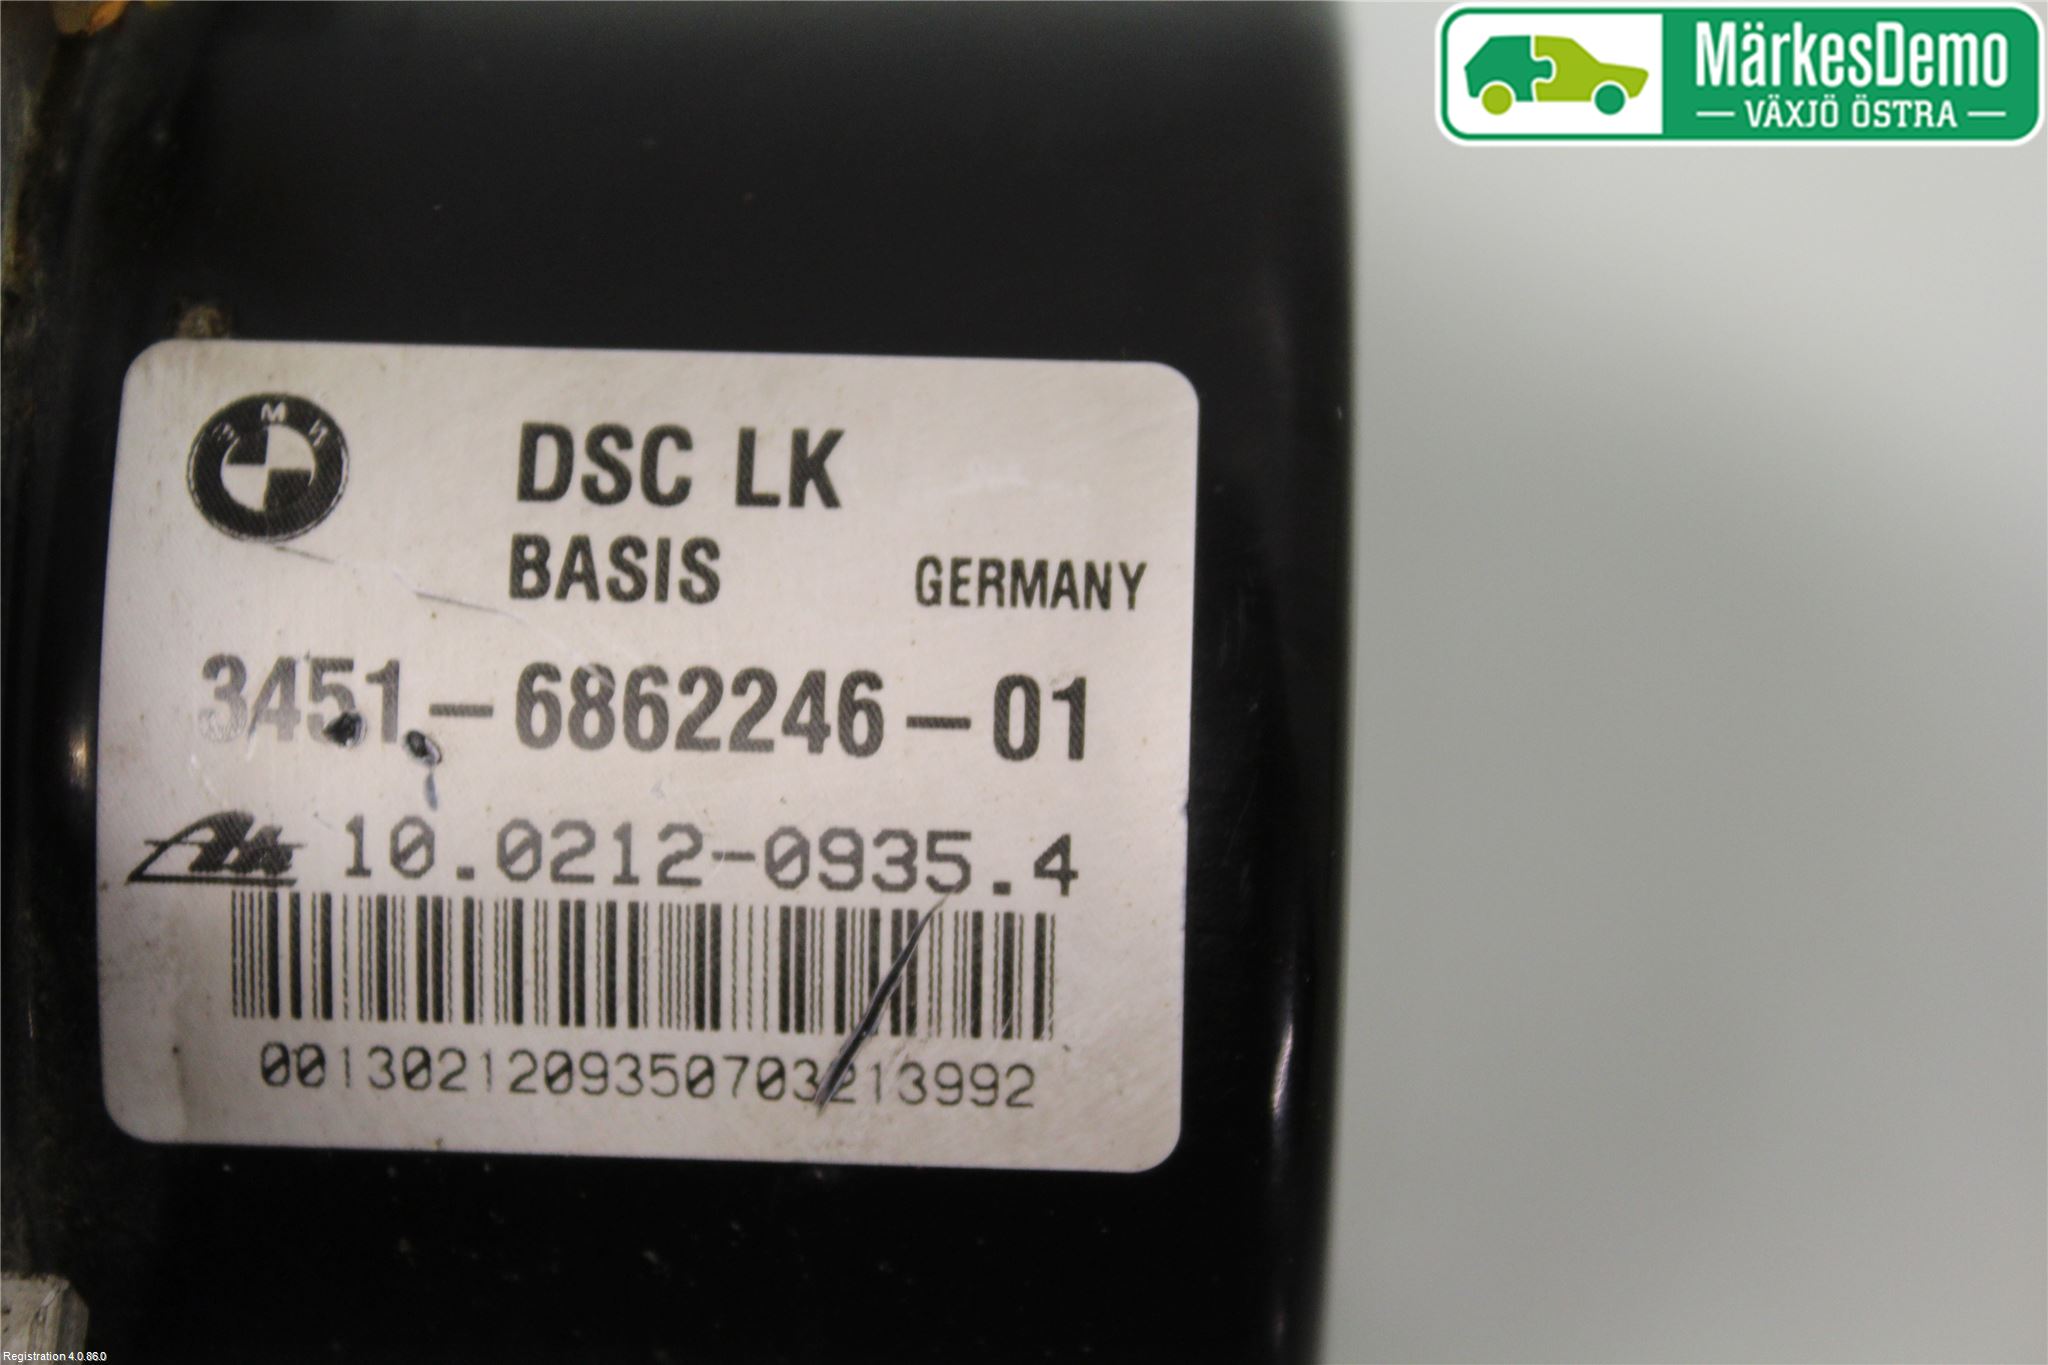 MärkesDemo
— VÄXJÖ ÖSTRA —
BMW
DSC LK
BASIS
GERMANY
3451-6862246-01
10.0212-0935.4
0013021209350703213992
Registration 4.0.86.0